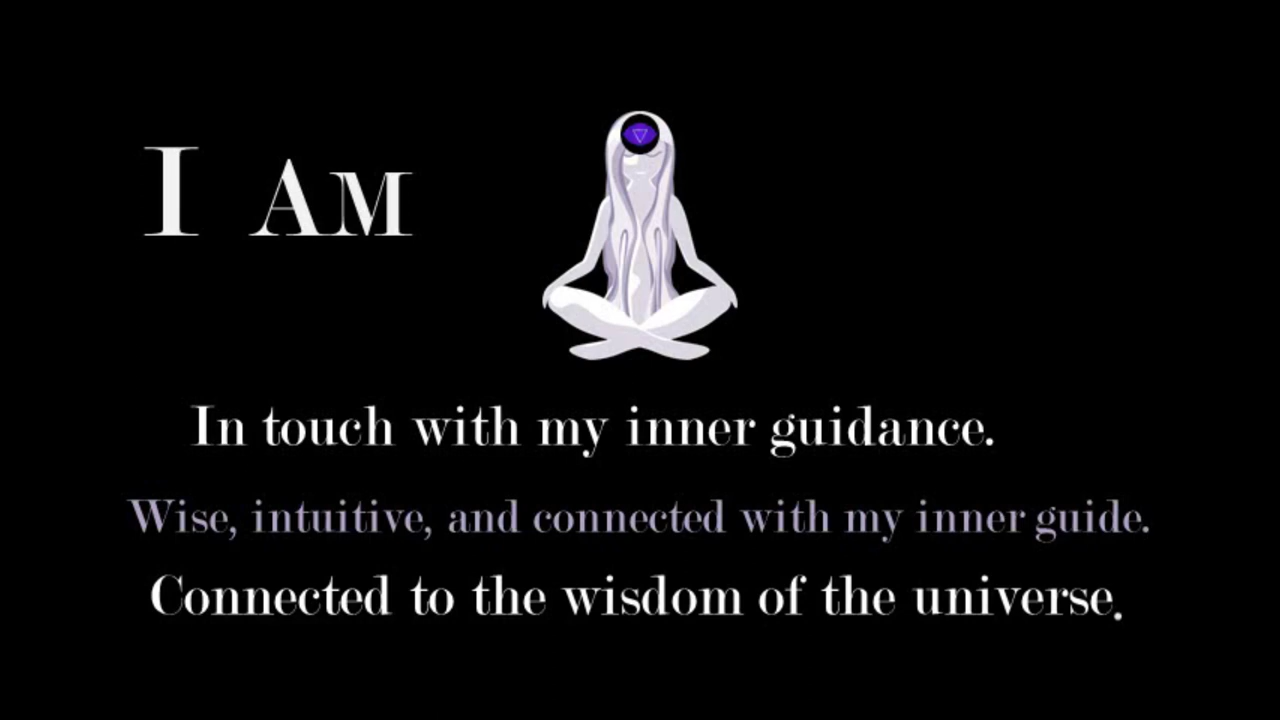 I AM
In touch with my inner guidance.
Wise, intuitive, and connected with my inner guide.
Connected to the wisdom of the universe.